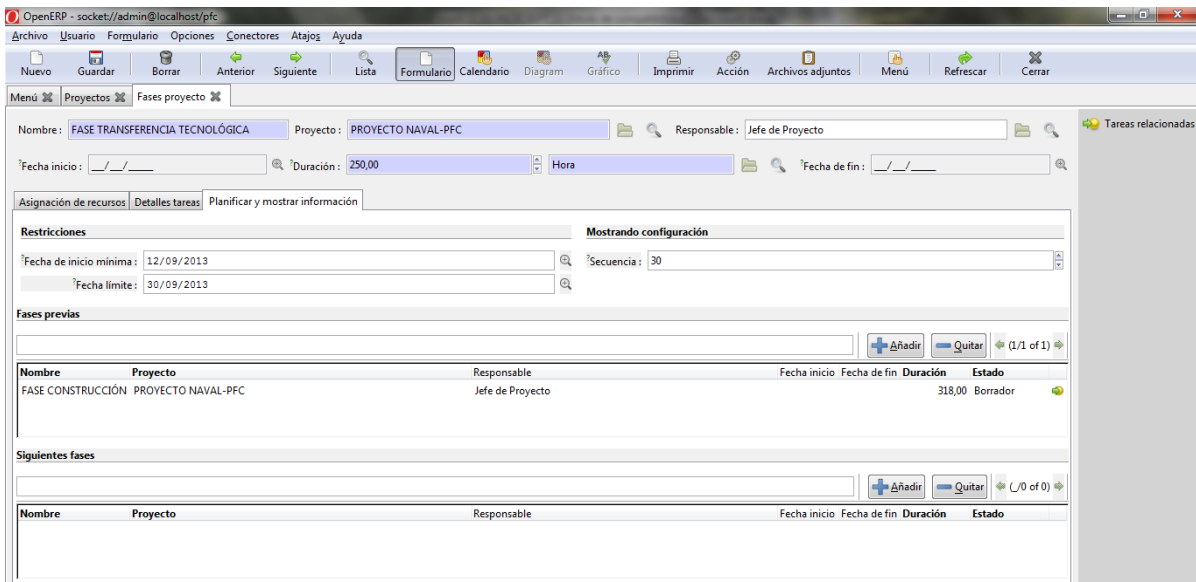 OpenERP - socket://admin@localhost/pfc
Archivo Usuario Formulario Opciones Conectores Atajos Ayuda
Nuevo Guardar Borrar Anterior Siguiente Lista Formulario Calendario Diagram Gráfico Imprimir Acción Archivos adjuntos Menú Refrescar Cerrar
Menú Proyectos Fases proyecto
Nombre : FASE TRANSFERENCIA TECNOLÓGICA Proyecto : PROYECTO NAVAL-PFC Responsable : Jefe de Proyecto Tareas relacionadas
?Fecha inicio : __/__/____ ?Duración : 250,00 Hora ?Fecha de fin : __/__/____
Asignación de recursos Detalles tareas Planificar y mostrar información
Restricciones Mostrando configuración
?Fecha de inicio mínima : 12/09/2013 ?Secuencia : 30
?Fecha límite : 30/09/2013
Fases previas
Añadir Quitar (1/1 of 1)
Nombre Proyecto Responsable Fecha inicio Fecha de fin Duración Estado
FASE CONSTRUCCIÓN PROYECTO NAVAL-PFC Jefe de Proyecto 318,00 Borrador
Siguientes fases
Añadir Quitar (_/0 of 0)
Nombre Proyecto Responsable Fecha inicio Fecha de fin Duración Estado